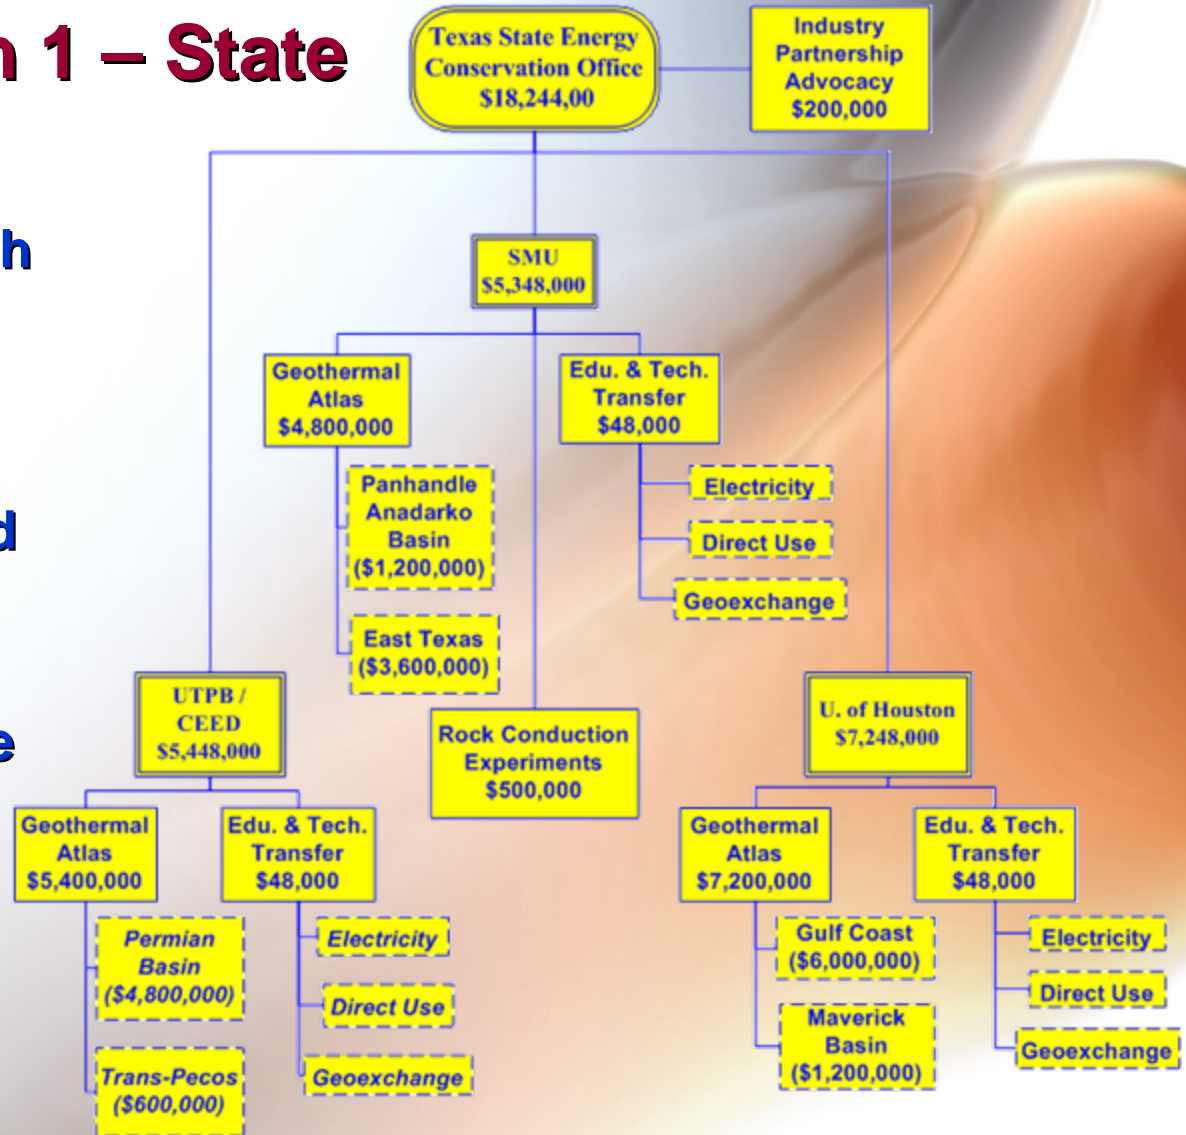 n 1 – State
h
d
e
Texas State Energy
Conservation Office
$18,244,00
Industry
Partnership
Advocacy
$200,000
SMU
$5,348,000
Geothermal
Atlas
$4,800,000
Edu. & Tech.
Transfer
$48,000
Panhandle
Anadarko
Basin
($1,200,000)
East Texas
($3,600,000)
Electricity
Direct Use
Geoexchange
UTPB /
CEED
$5,448,000
Rock Conduction
Experiments
$500,000
U. of Houston
$7,248,000
Geothermal
Atlas
$5,400,000
Edu. & Tech.
Transfer
$48,000
Permian
Basin
($4,800,000)
Trans-Pecos
($600,000)
Electricity
Direct Use
Geoexchange
Geothermal
Atlas
$7,200,000
Edu. & Tech.
Transfer
$48,000
Gulf Coast
($6,000,000)
Maverick
Basin
($1,200,000)
Electricity
Direct Use
Geoexchange